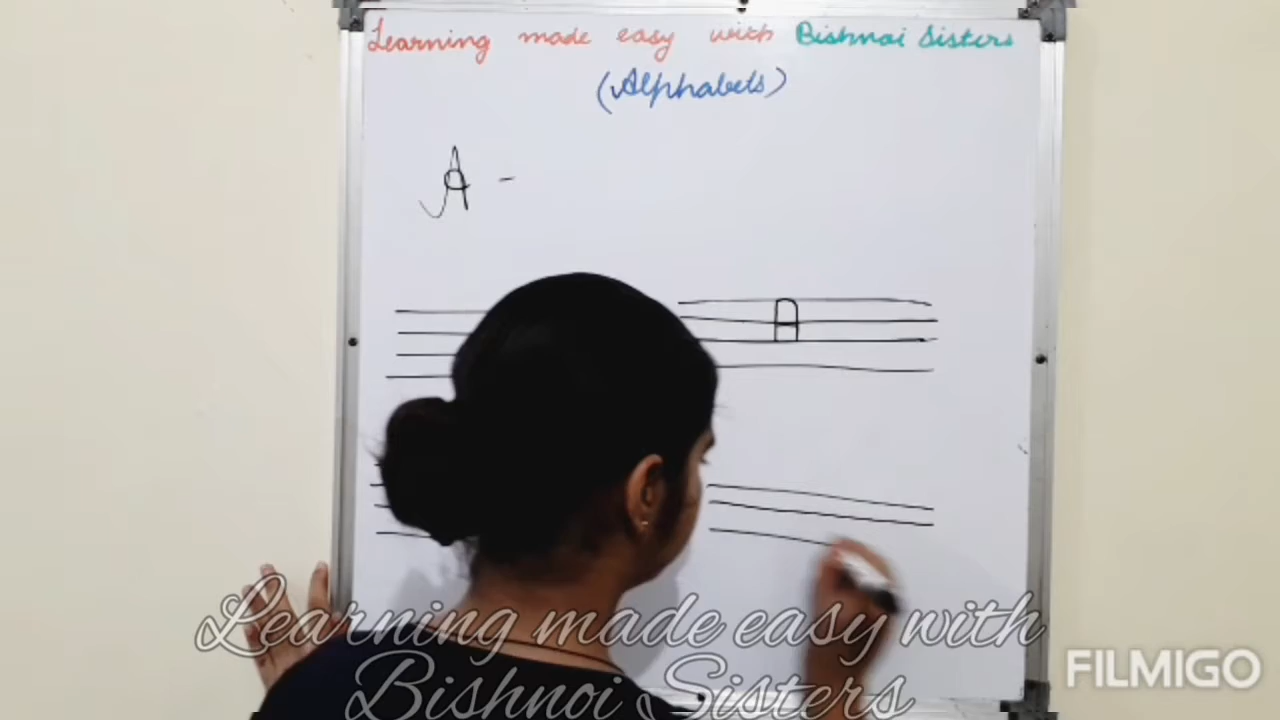 Learning made easy with Bishnoi Sisters
(Alphabets)
A -
A
Learning made easy with
Bishnoi Sisters
FILMIGO